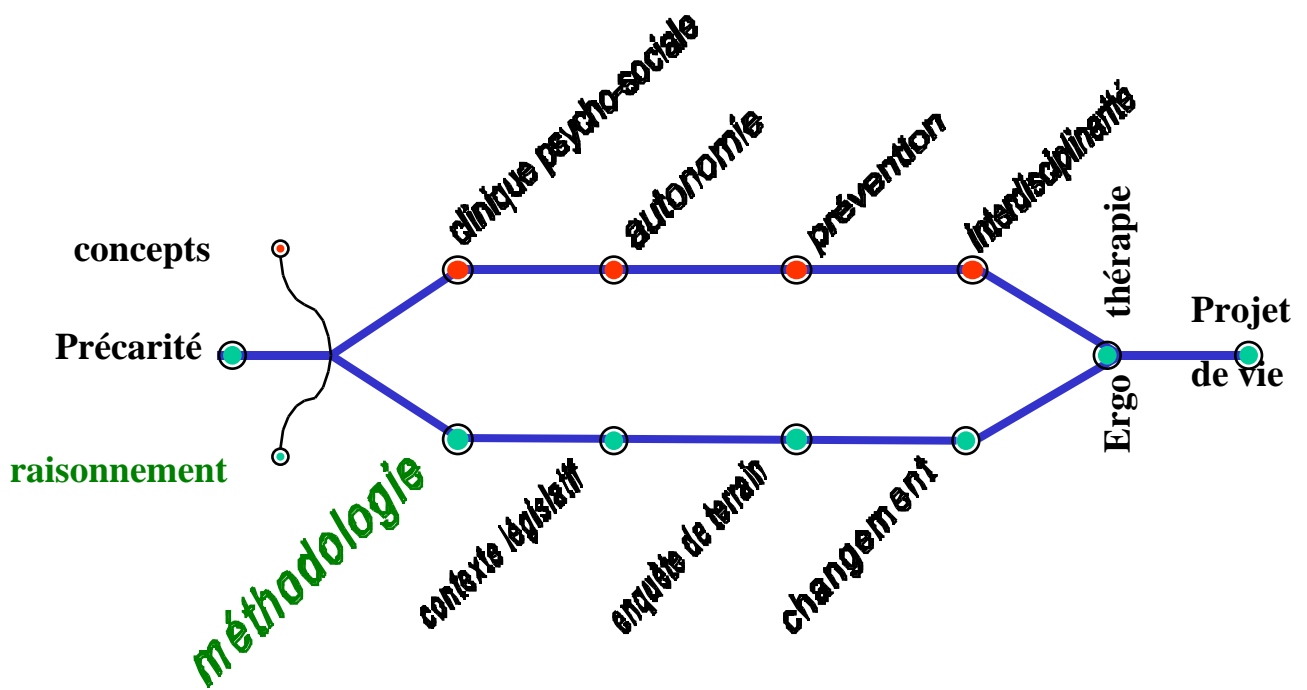 clinique psycho-sociale
autonomie
prévention
interdisciplinarité
concepts
Précarité
raisonnement
Ergo thérapie
Projet
de vie
méthodologie
contexte législatif
enquète de terrain
changement